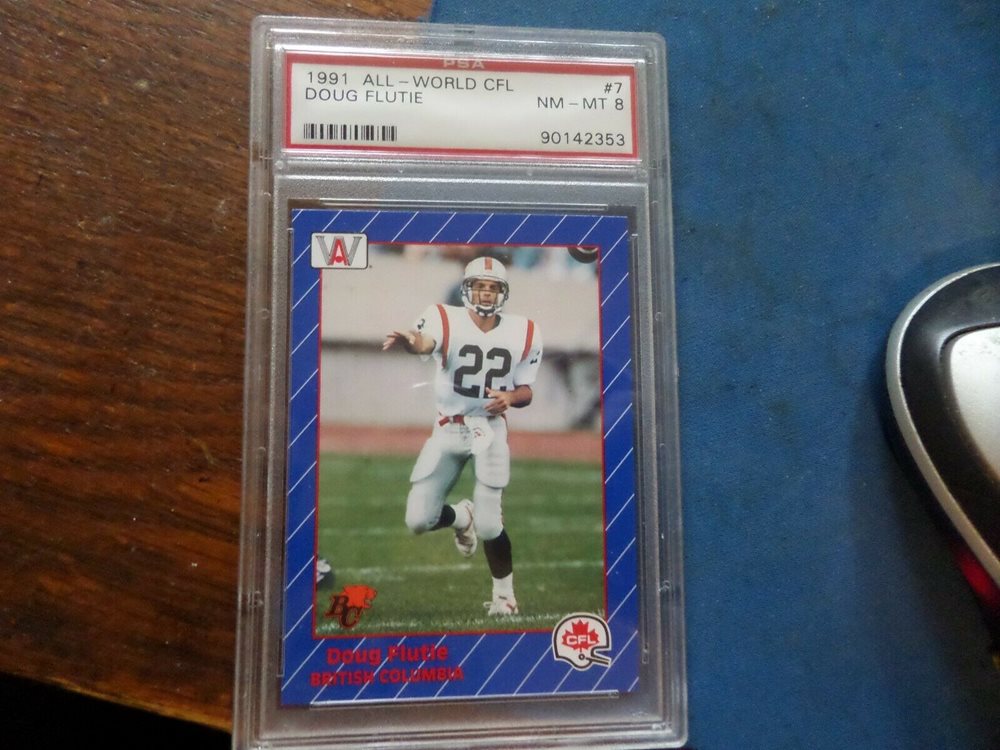 PSA
1991 ALL-WORLD CFL #7
DOUG FLUTIE NM-MT 8
90142353
AW
22
BC
CFL
Doug Flutie
BRITISH COLUMBIA